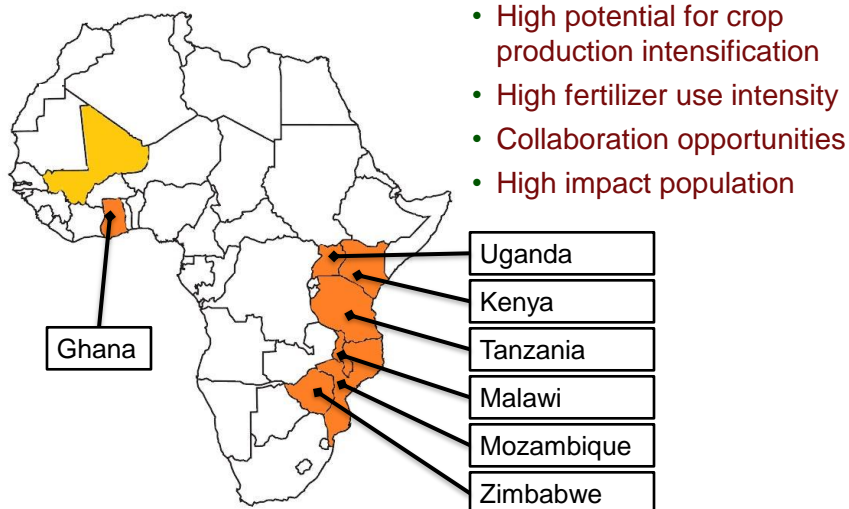 • High potential for crop
production intensification
• High fertilizer use intensity
• Collaboration opportunities
• High impact population
Uganda
Kenya
Ghana
Tanzania
Malawi
Mozambique
Zimbabwe